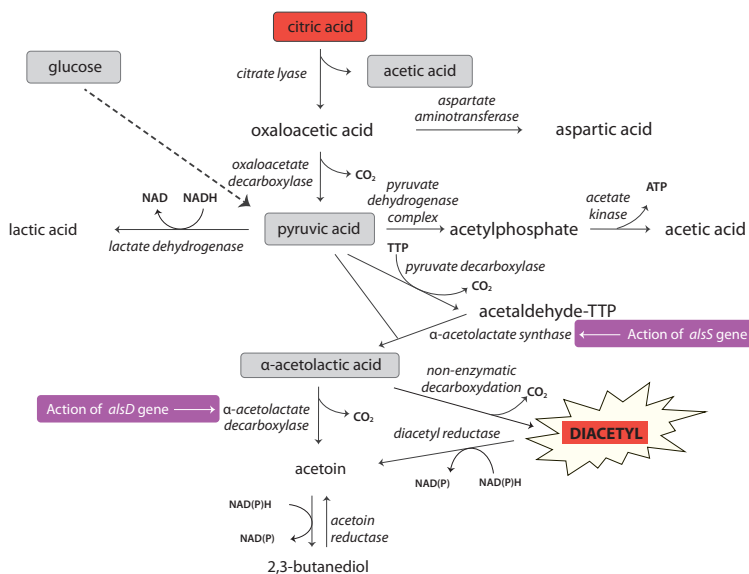 citric acid
glucose
citrate lyase
acetic acid
aspartate
aminotransferase
oxaloacetic acid
aspartic acid
oxaloacetate
decarboxylase
CO₂
pyruvate
dehydrogenase
complex
ATP
acetate
kinase
NAD
NADH
lactic acid
pyruvic acid
acetylphosphate
acetic acid
lactate dehydrogenase
TTP
pyruvate decarboxylase
CO₂
acetaldehyde-TTP
α-acetolactate synthase
Action of alsS gene
α-acetolactic acid
non-enzymatic
decarboxydation
CO₂
Action of alsD gene
α-acetolactate
decarboxylase
CO₂
diacetyl reductase
DIACETYL
acetoin
NAD(P)
NAD(P)H
NAD(P)H
NAD(P)
acetoin
reductase
2,3-butanediol